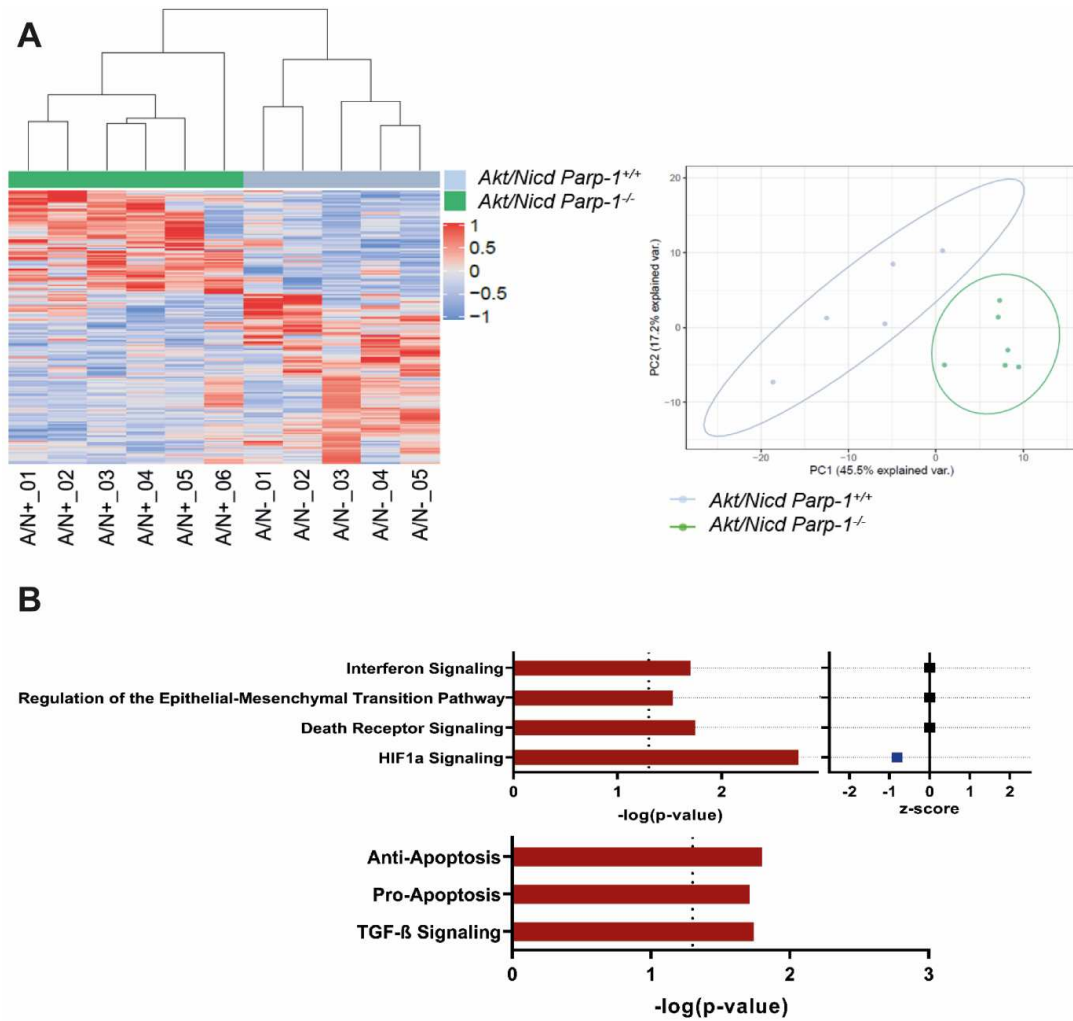 A
Akt/Nicd Parp-1+/+
Akt/Nicd Parp-1-/-
1
0.5
0
−0.5
−1
A/N+_01
A/N+_02
A/N+_03
A/N+_04
A/N+_05
A/N+_06
A/N-_01
A/N-_02
A/N-_03
A/N-_04
A/N-_05
PC2 (17.2% explained var.)
20
10
0
−10
−20
−10
0
10
PC1 (45.5% explained var.)
Akt/Nicd Parp-1+/+
Akt/Nicd Parp-1-/-
B
Interferon Signaling
Regulation of the Epithelial-Mesenchymal Transition Pathway
Death Receptor Signaling
HIF1a Signaling
0 1 2
-log(p-value)
-2 -1 0 1 2
z-score
Anti-Apoptosis
Pro-Apoptosis
TGF-ß Signaling
0 1 2 3
-log(p-value)